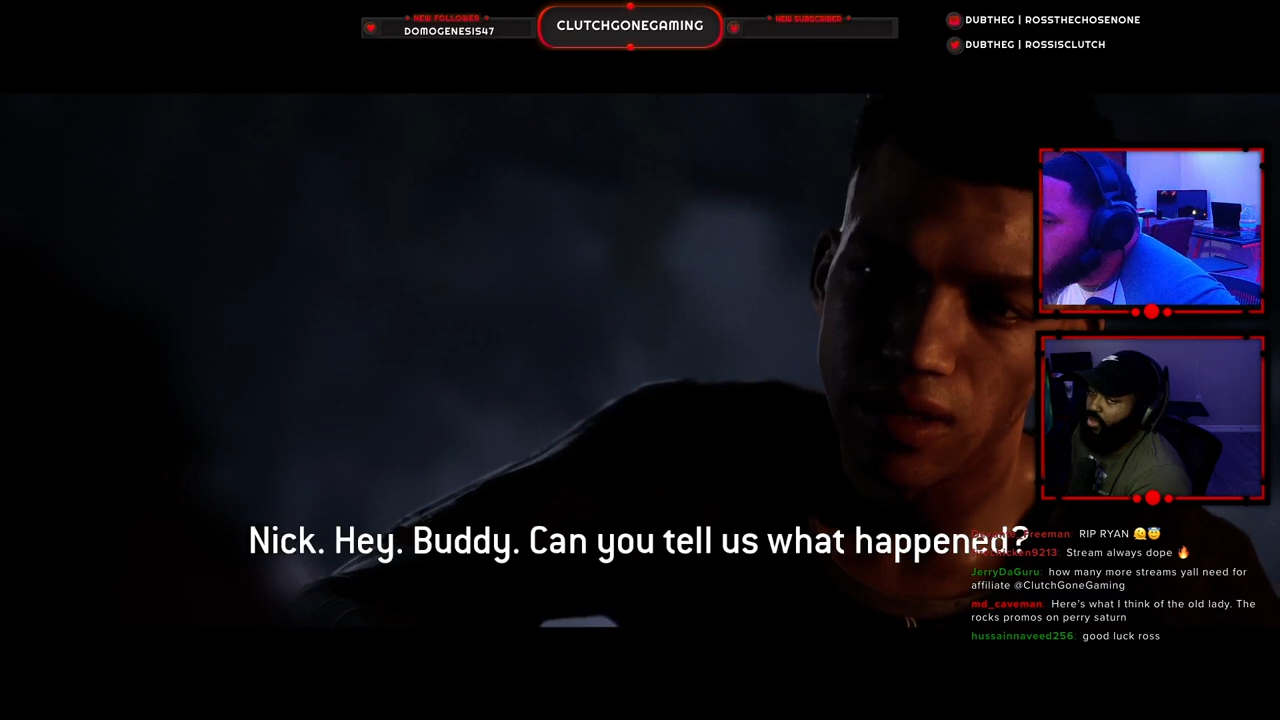 NEW FOLLOWER
DOMOGENESIS47
CLUTCHGONEGAMING
NEW SUBSCRIBER
DUBTHEG | ROSSTHECHOSENONE
DUBTHEG | ROSSISCLUTCH
Nick. Hey. Buddy. Can you tell us what happened?
freeman: RIP RYAN 🫠😇
Stream always dope 🔥
JerryDaGuru: how many more streams yall need for
affiliate @ClutchGoneGaming
md_caveman: Here's what I think of the old lady. The
rocks promos on perry saturn
hussainnaveed256: good luck ross